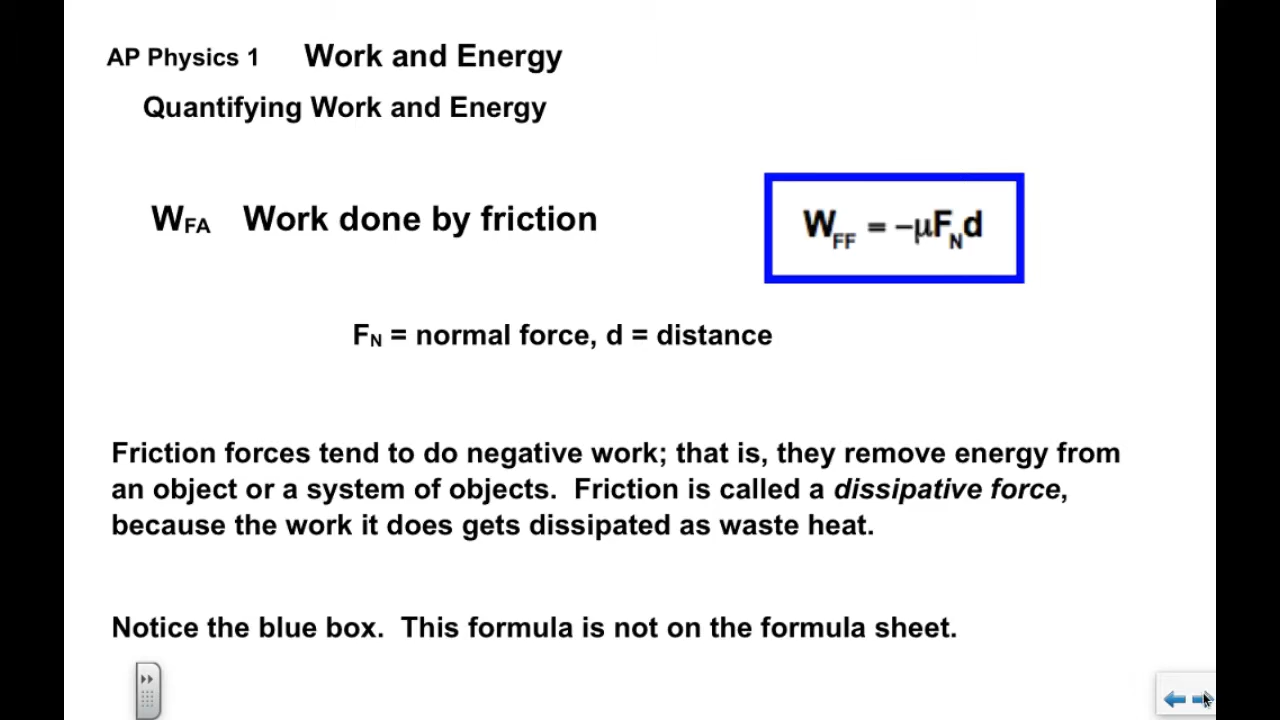 AP Physics 1 Work and Energy
Quantifying Work and Energy
WFA Work done by friction
WFF = −μFNd
FN = normal force, d = distance
Friction forces tend to do negative work; that is, they remove energy from
an object or a system of objects. Friction is called a dissipative force,
because the work it does gets dissipated as waste heat.
Notice the blue box. This formula is not on the formula sheet.